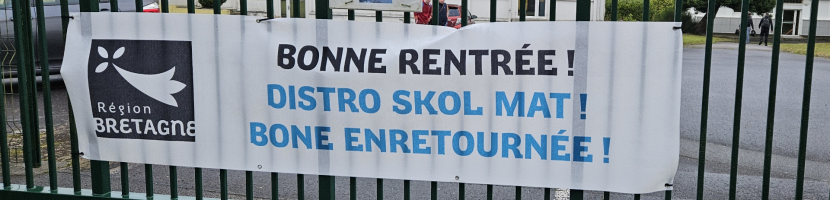 Région
BRETAGNE
BONNE RENTRÉE !
DISTRO SKOL MAT !
BONE ENRETOURNÉE !